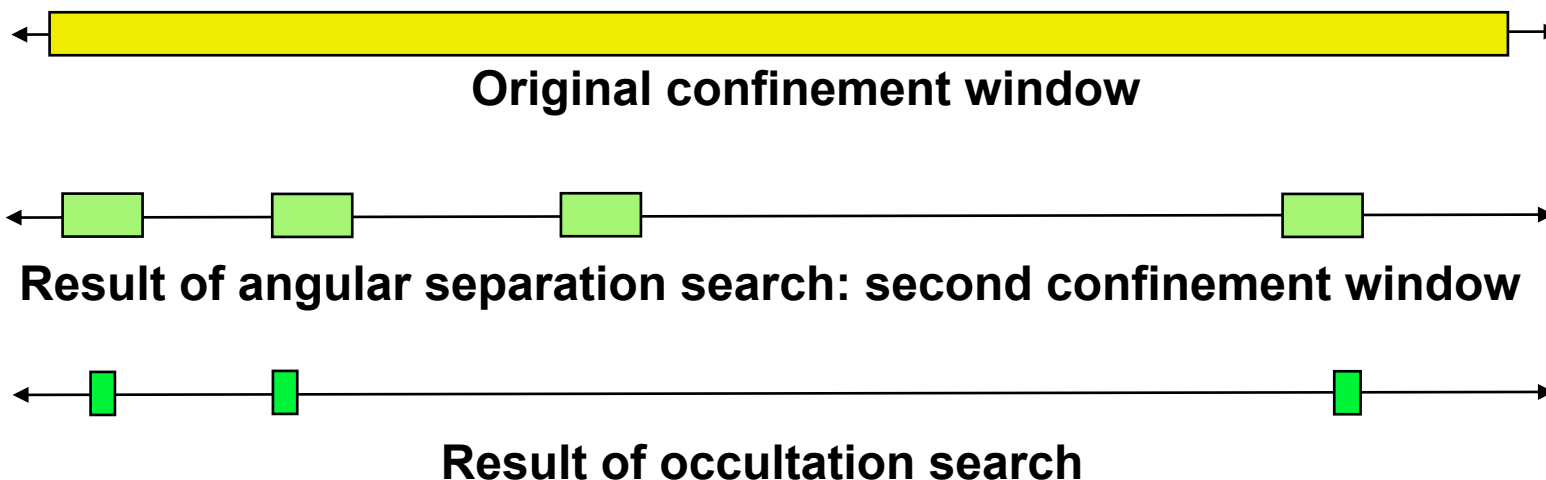 Original confinement window
Result of angular separation search: second confinement window
Result of occultation search